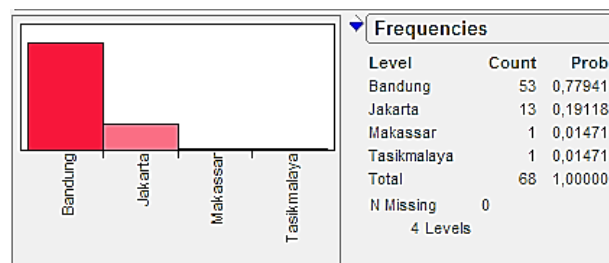 Bandung
Jakarta
Makassar
Tasikmalaya
Frequencies
Level Count Prob
Bandung 53 0,77941
Jakarta 13 0,19118
Makassar 1 0,01471
Tasikmalaya 1 0,01471
Total 68 1,00000
N Missing 0
4 Levels